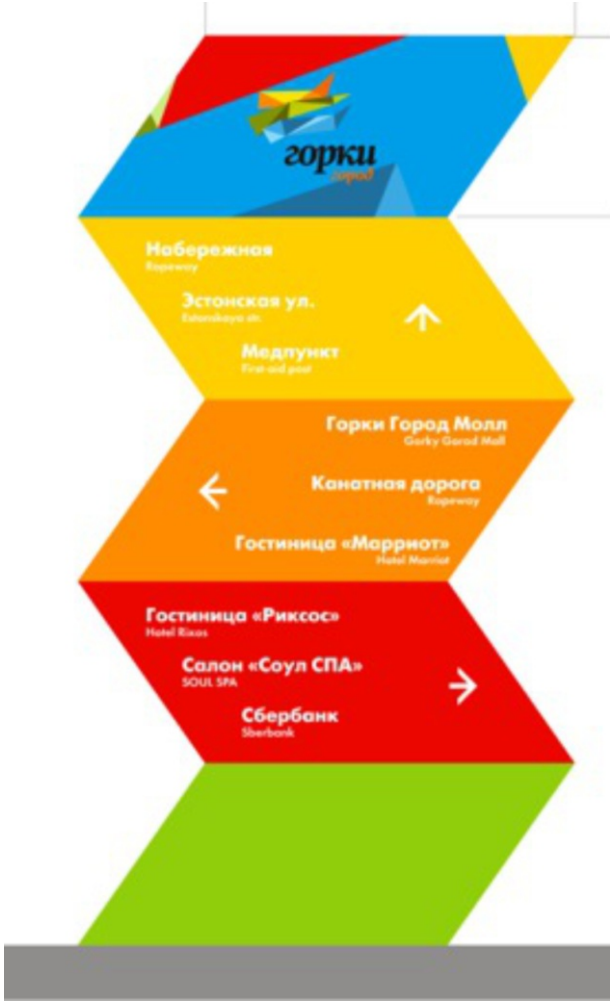 горки
город
Набережная
Ropeway
Эстонская ул.
Estonskaya str.
Медпункт
First-aid post
Горки Город Молл
Gorky Gorod Mall
Канатная дорога
Ropeway
Гостиница «Марриот»
Hotel Marriot
Гостиница «Риксос»
Hotel Rixos
Салон «Соул СПА»
SOUL SPA
Сбербанк
Sberbank